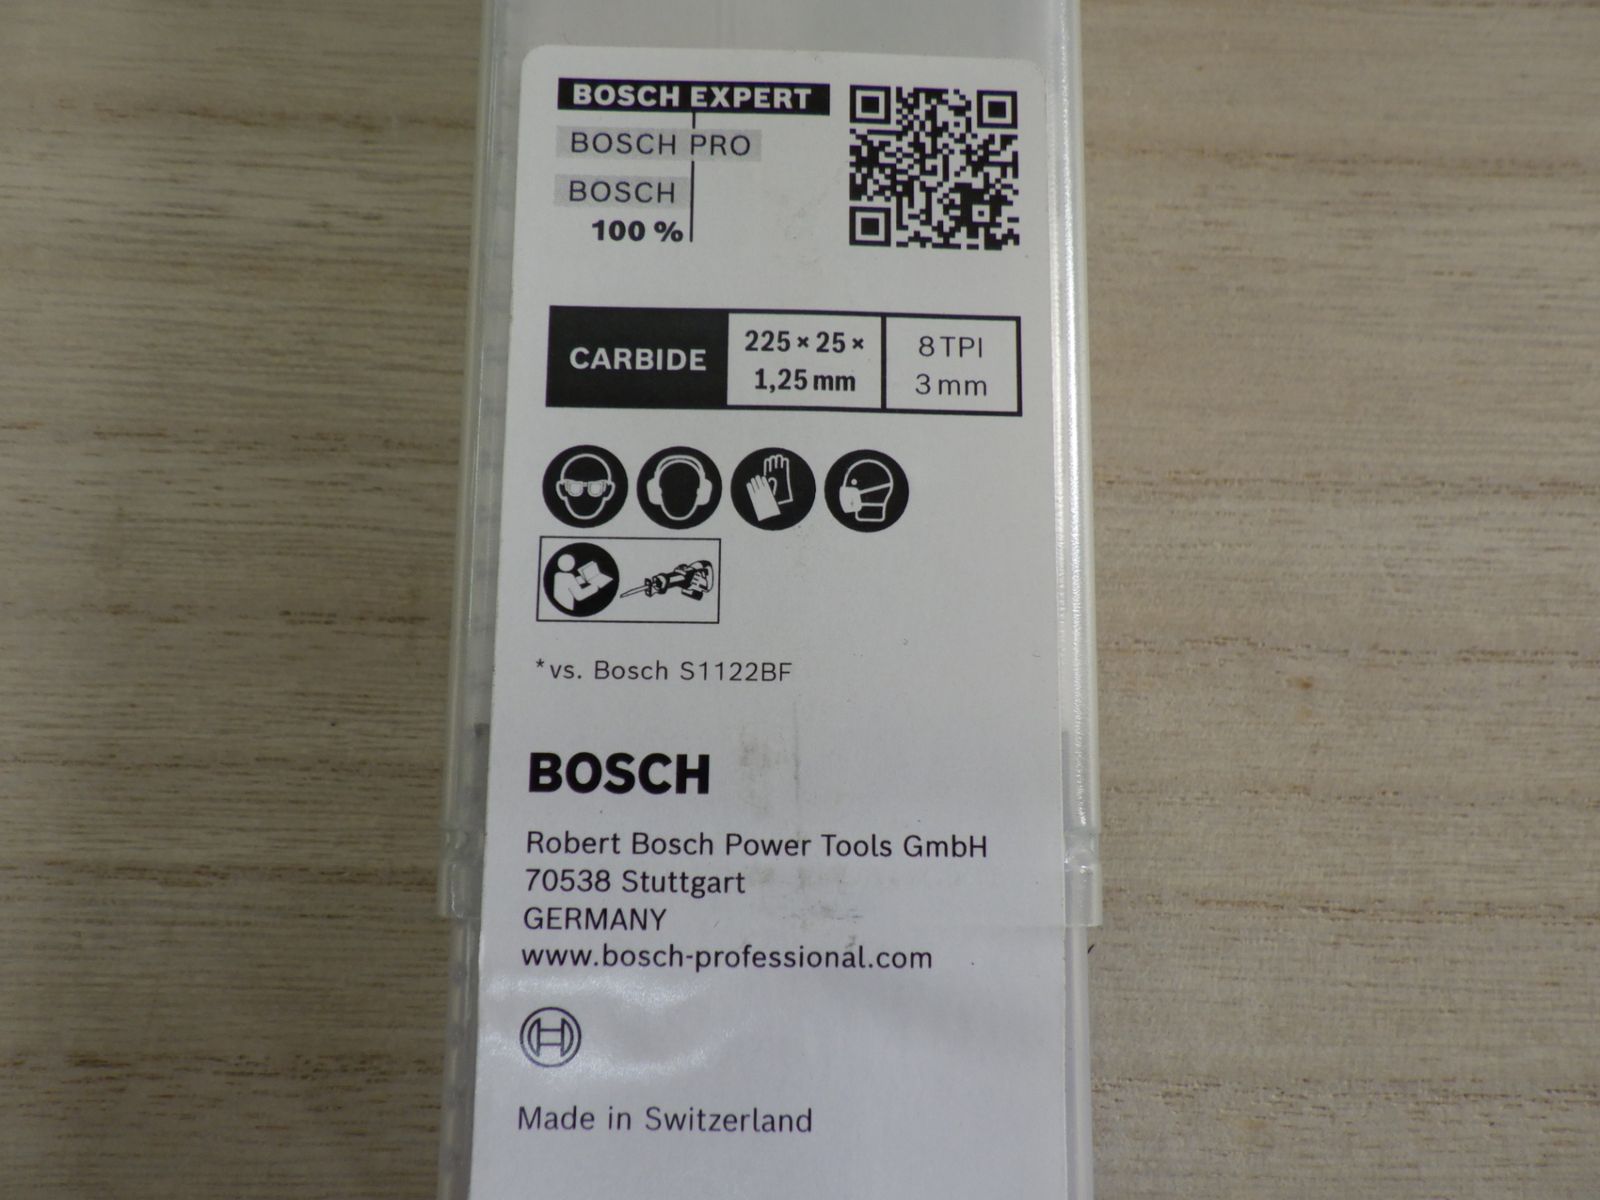 BOSCH EXPERT
BOSCH PRO
BOSCH
100 %
CARBIDE
225 × 25 ×
1,25 mm
8 TPI
3 mm
*vs. Bosch S1122BF
BOSCH
Robert Bosch Power Tools GmbH
70538 Stuttgart
GERMANY
www.bosch-professional.com
Made in Switzerland